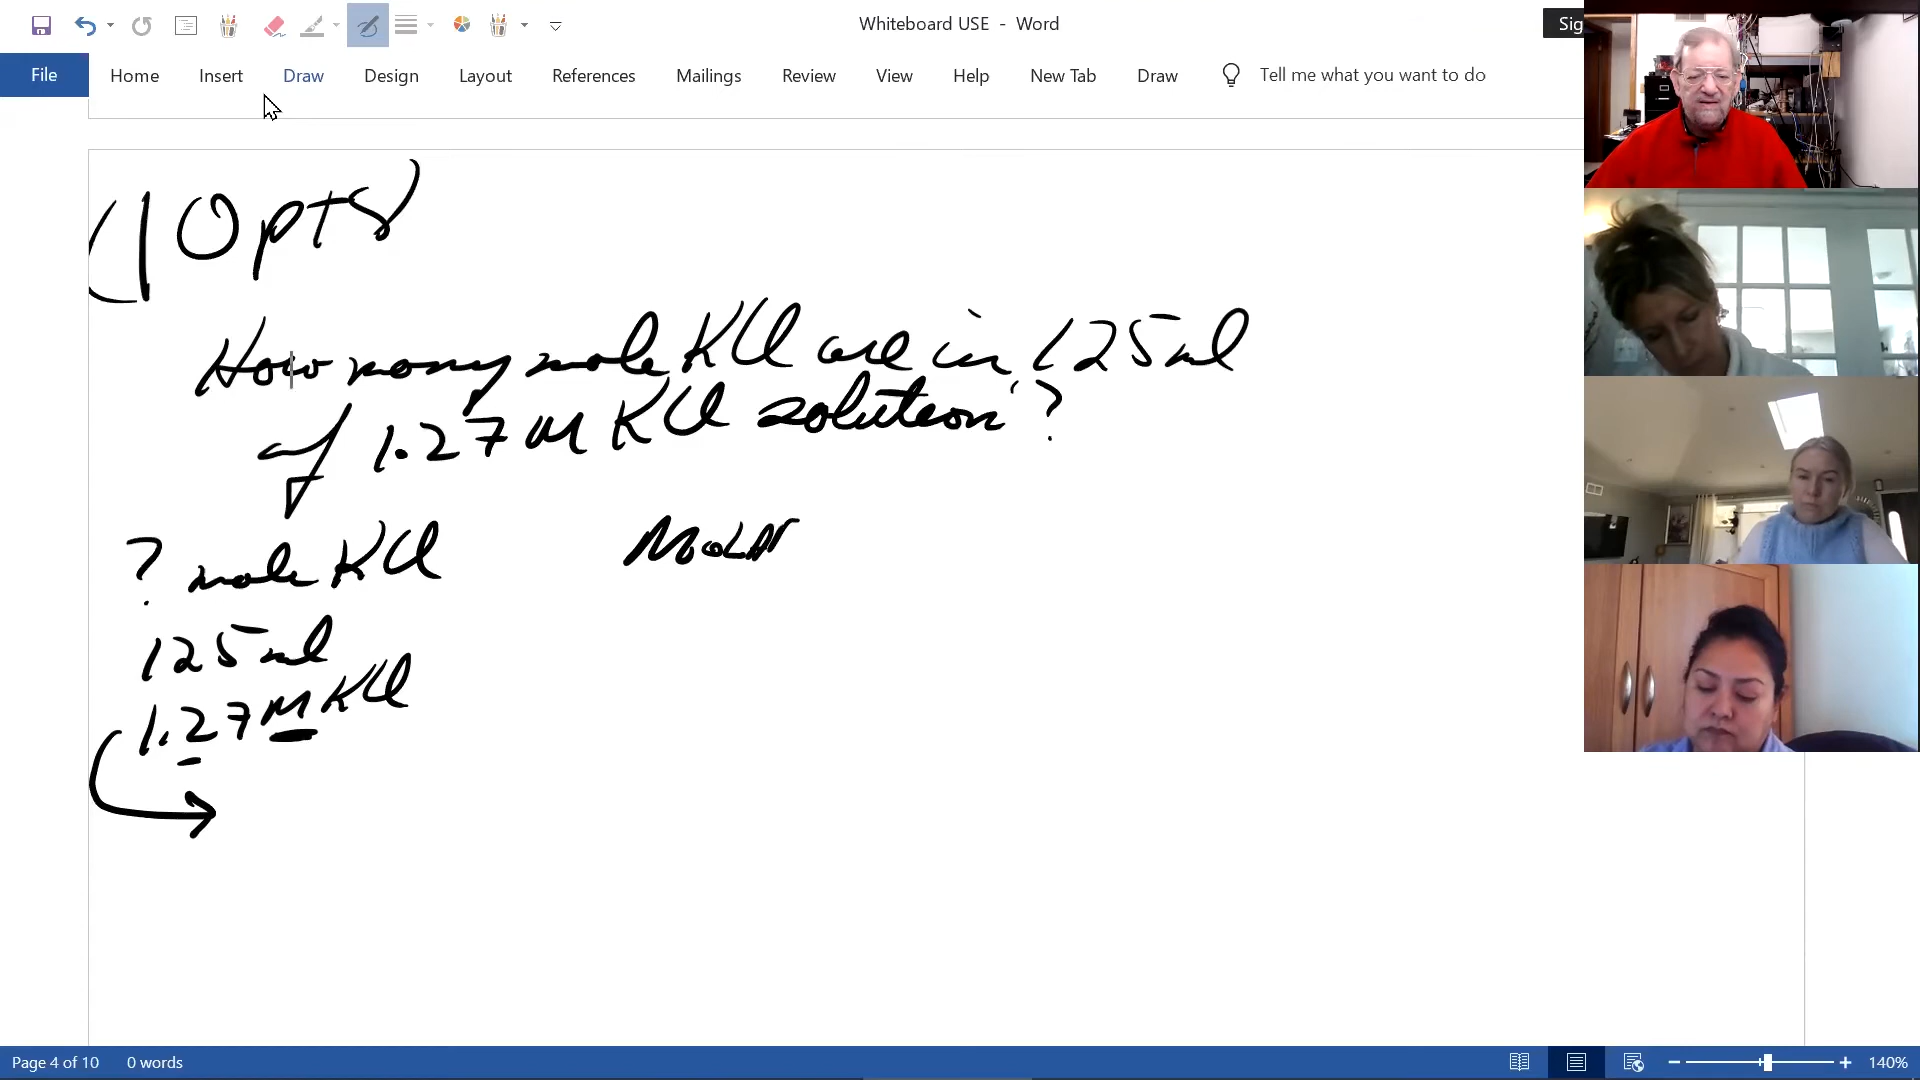 Whiteboard USE - Word
Sig
File Home Insert Draw Design Layout References Mailings Review View Help New Tab Draw Tell me what you want to do
(10pts)
How many mole KCl are in 125 ml
of 1.27 M KCl solution?
? mole KCl
Molar
125 ml
1.27 M KCl
Page 4 of 10 0 words
140%